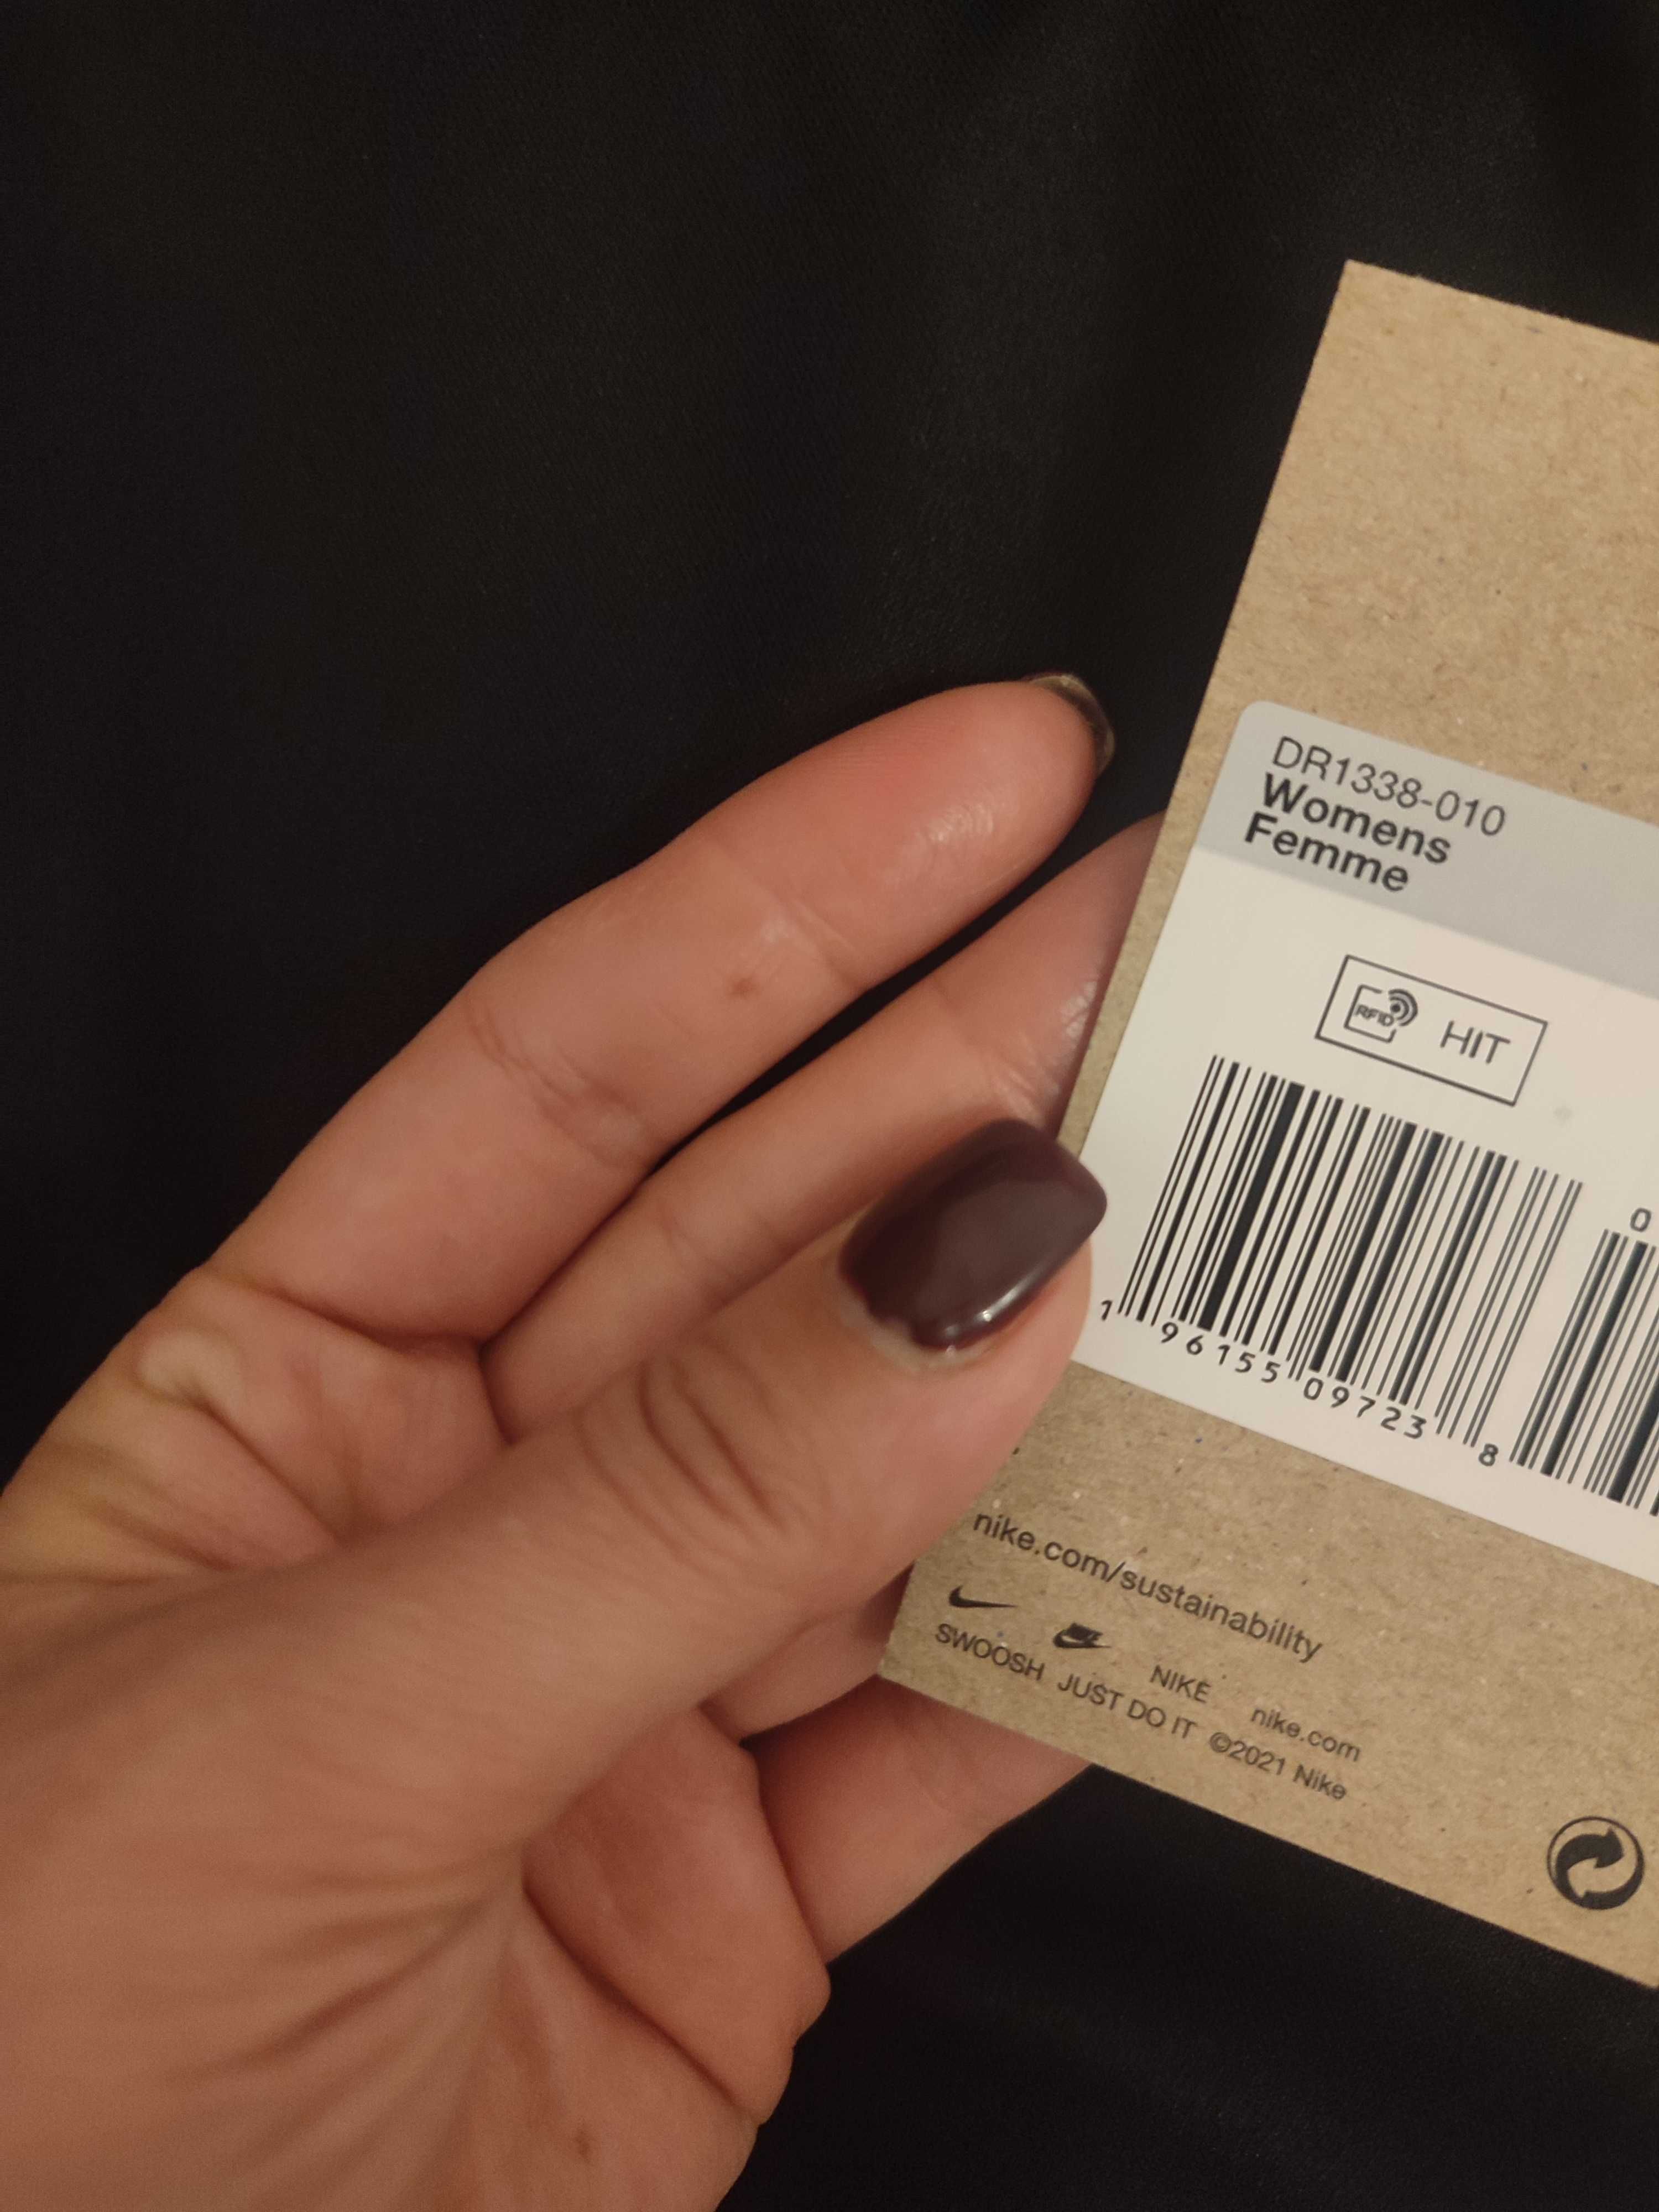 DR1338-010
Womens
Femme
RFID HIT
1 96155 09723 8
0
nike.com/sustainability
NIKE nike.com
SWOOSH JUST DO IT ©2021 Nike